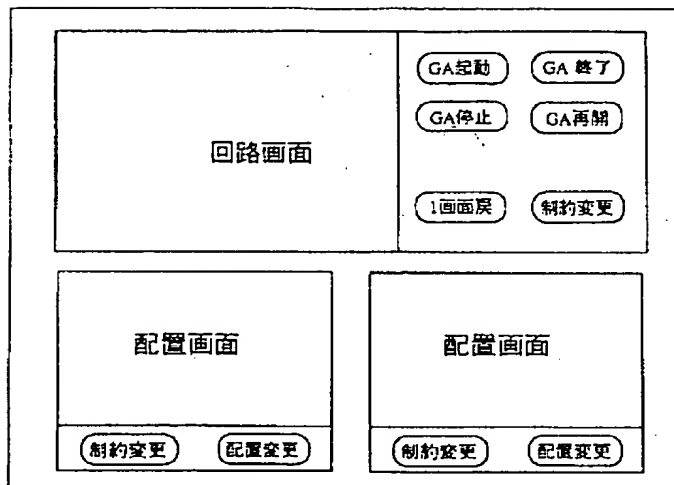 GA起動 GA 終了
GA停止 GA再開
回路画面
1画面戻 制約変更
配置画面 配置画面
制約変更 配置変更 制約変更 配置変更